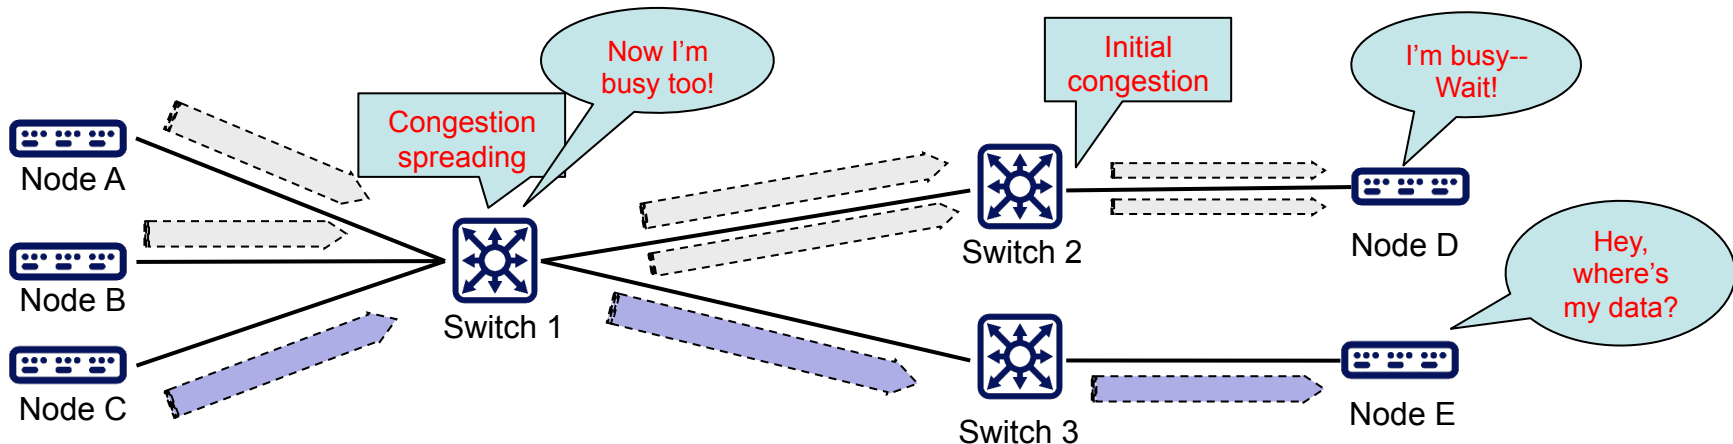 Now I'm
busy too!
Initial
congestion
I'm busy--
Wait!
Congestion
spreading
Node A
Node B
Node C
Switch 1
Switch 2
Node D
Hey,
where's
my data?
Switch 3
Node E